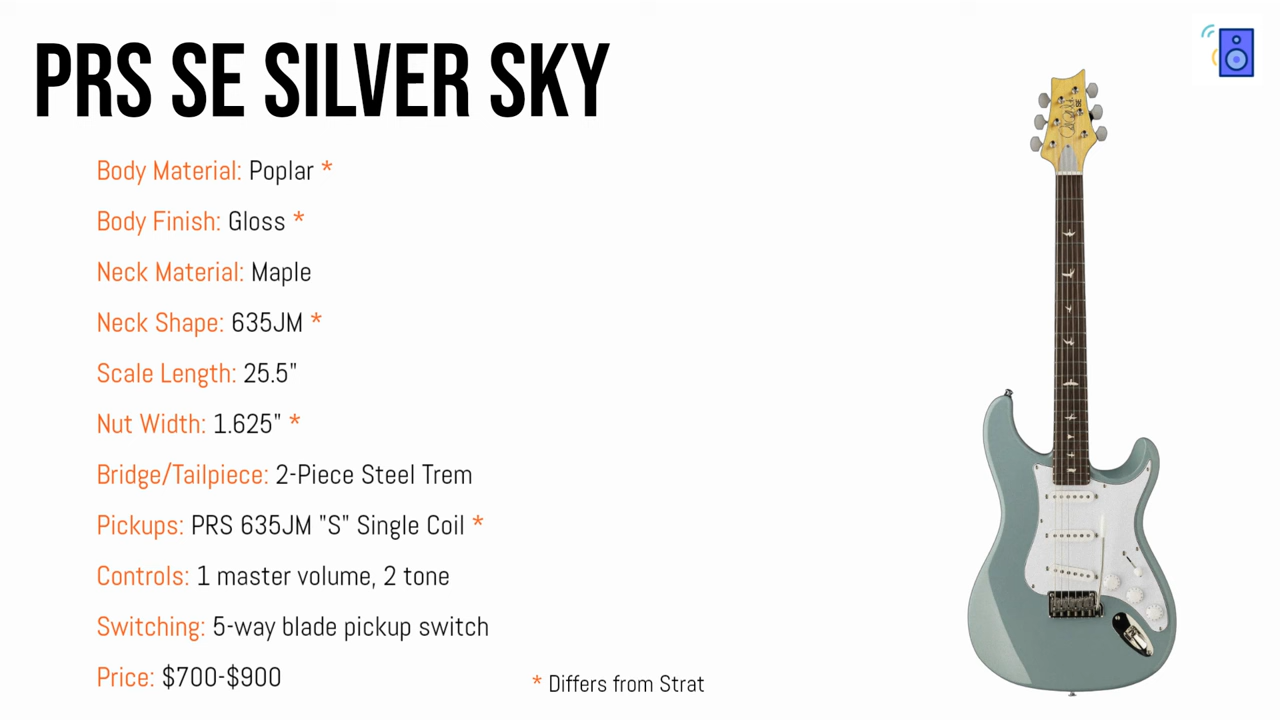 PRS SE SILVER SKY
Body Material: Poplar *
Body Finish: Gloss *
Neck Material: Maple
Neck Shape: 635JM *
Scale Length: 25.5"
Nut Width: 1.625" *
Bridge/Tailpiece: 2-Piece Steel Trem
Pickups: PRS 635JM "S" Single Coil *
Controls: 1 master volume, 2 tone
Switching: 5-way blade pickup switch
Price: $700-$900
* Differs from Strat